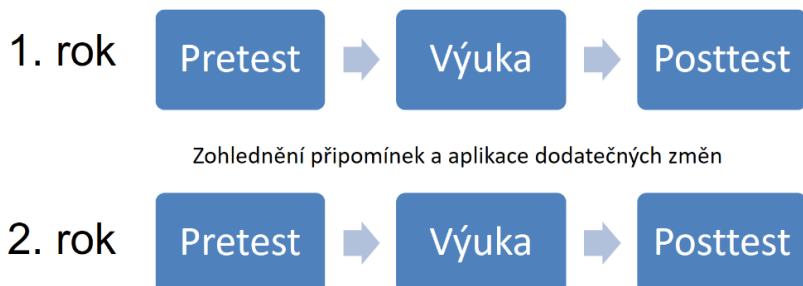 1. rok Pretest Výuka Posttest
Zohlednění připomínek a aplikace dodatečných změn
2. rok Pretest Výuka Posttest